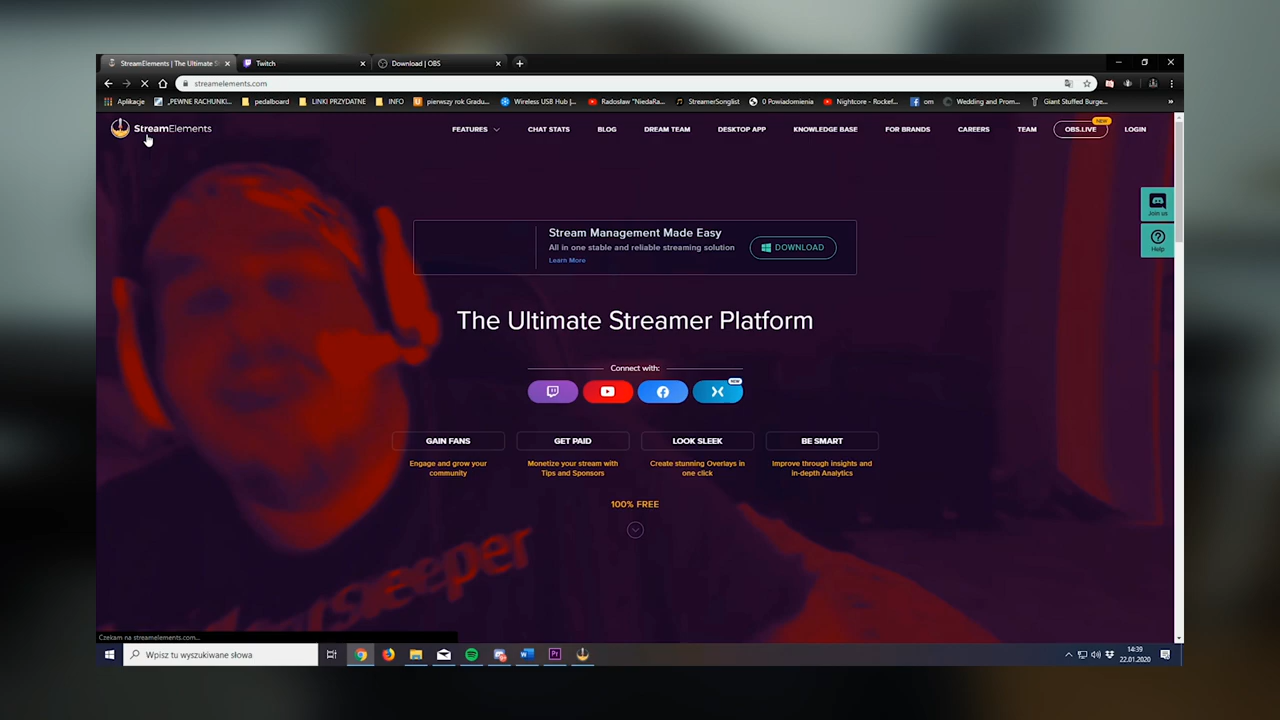 StreamElements | The Ultimate S
Twitch
Download | OBS
streamelements.com
Aplikacje
„PEWNE RACHUNKI...
pedalboard
LINKI PRZYDATNE
INFO
pierwszy rok Gradu...
Wireless USB Hub |...
Radosław "NiedaRa...
StreamerSonglist
0 Powiadomienia
Nightcore - Rockef...
om
Wedding and Prom...
Giant Stuffed Burge...
»
StreamElements
FEATURES
CHAT STATS
BLOG
DREAM TEAM
DESKTOP APP
KNOWLEDGE BASE
FOR BRANDS
CAREERS
TEAM
OBS.LIVE
NEW
LOGIN
Join us
Help
Stream Management Made Easy
All in one stable and reliable streaming solution
Learn More
DOWNLOAD
The Ultimate Streamer Platform
Connect with:
NEW
GAIN FANS
Engage and grow your
community
GET PAID
Monetize your stream with
Tips and Sponsors
LOOK SLEEK
Create stunning Overlays in
one click
BE SMART
Improve through insights and
in-depth Analytics
100% FREE
Czekam na streamelements.com...
Wpisz tu wyszukiwane słowa
14:39
22.01.2020